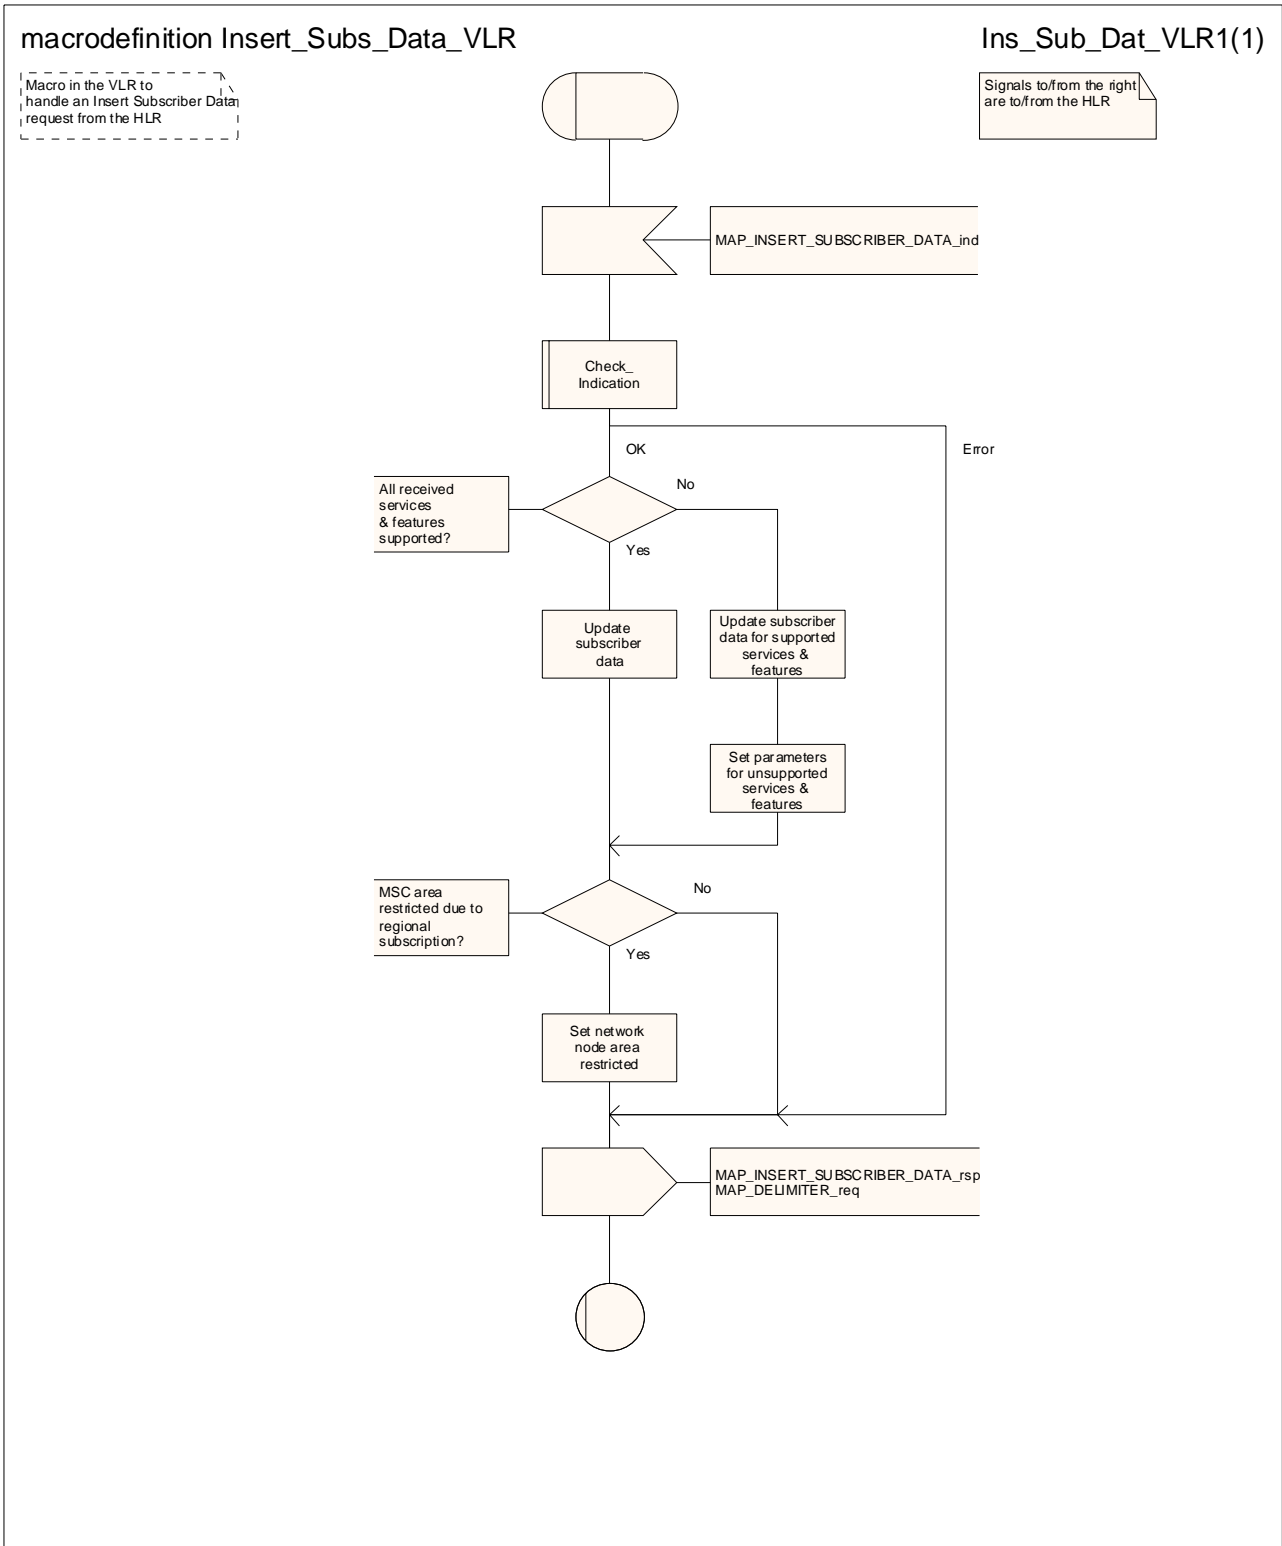 macrodefinition Insert_Subs_Data_VLR
Ins_Sub_Dat_VLR1(1)
Macro in the VLR to
handle an Insert Subscriber Data
request from the HLR
Signals to/from the right
are to/from the HLR
MAP_INSERT_SUBSCRIBER_DATA_ind
Check_
Indication
OK
Error
All received
services
& features
supported?
No
Yes
Update
subscriber
data
Update subscriber
data for supported
services &
features
Set parameters
for unsupported
services &
features
MSC area
restricted due to
regional
subscription?
No
Yes
Set network
node area
restricted
MAP_INSERT_SUBSCRIBER_DATA_rsp
MAP_DELIMITER_req